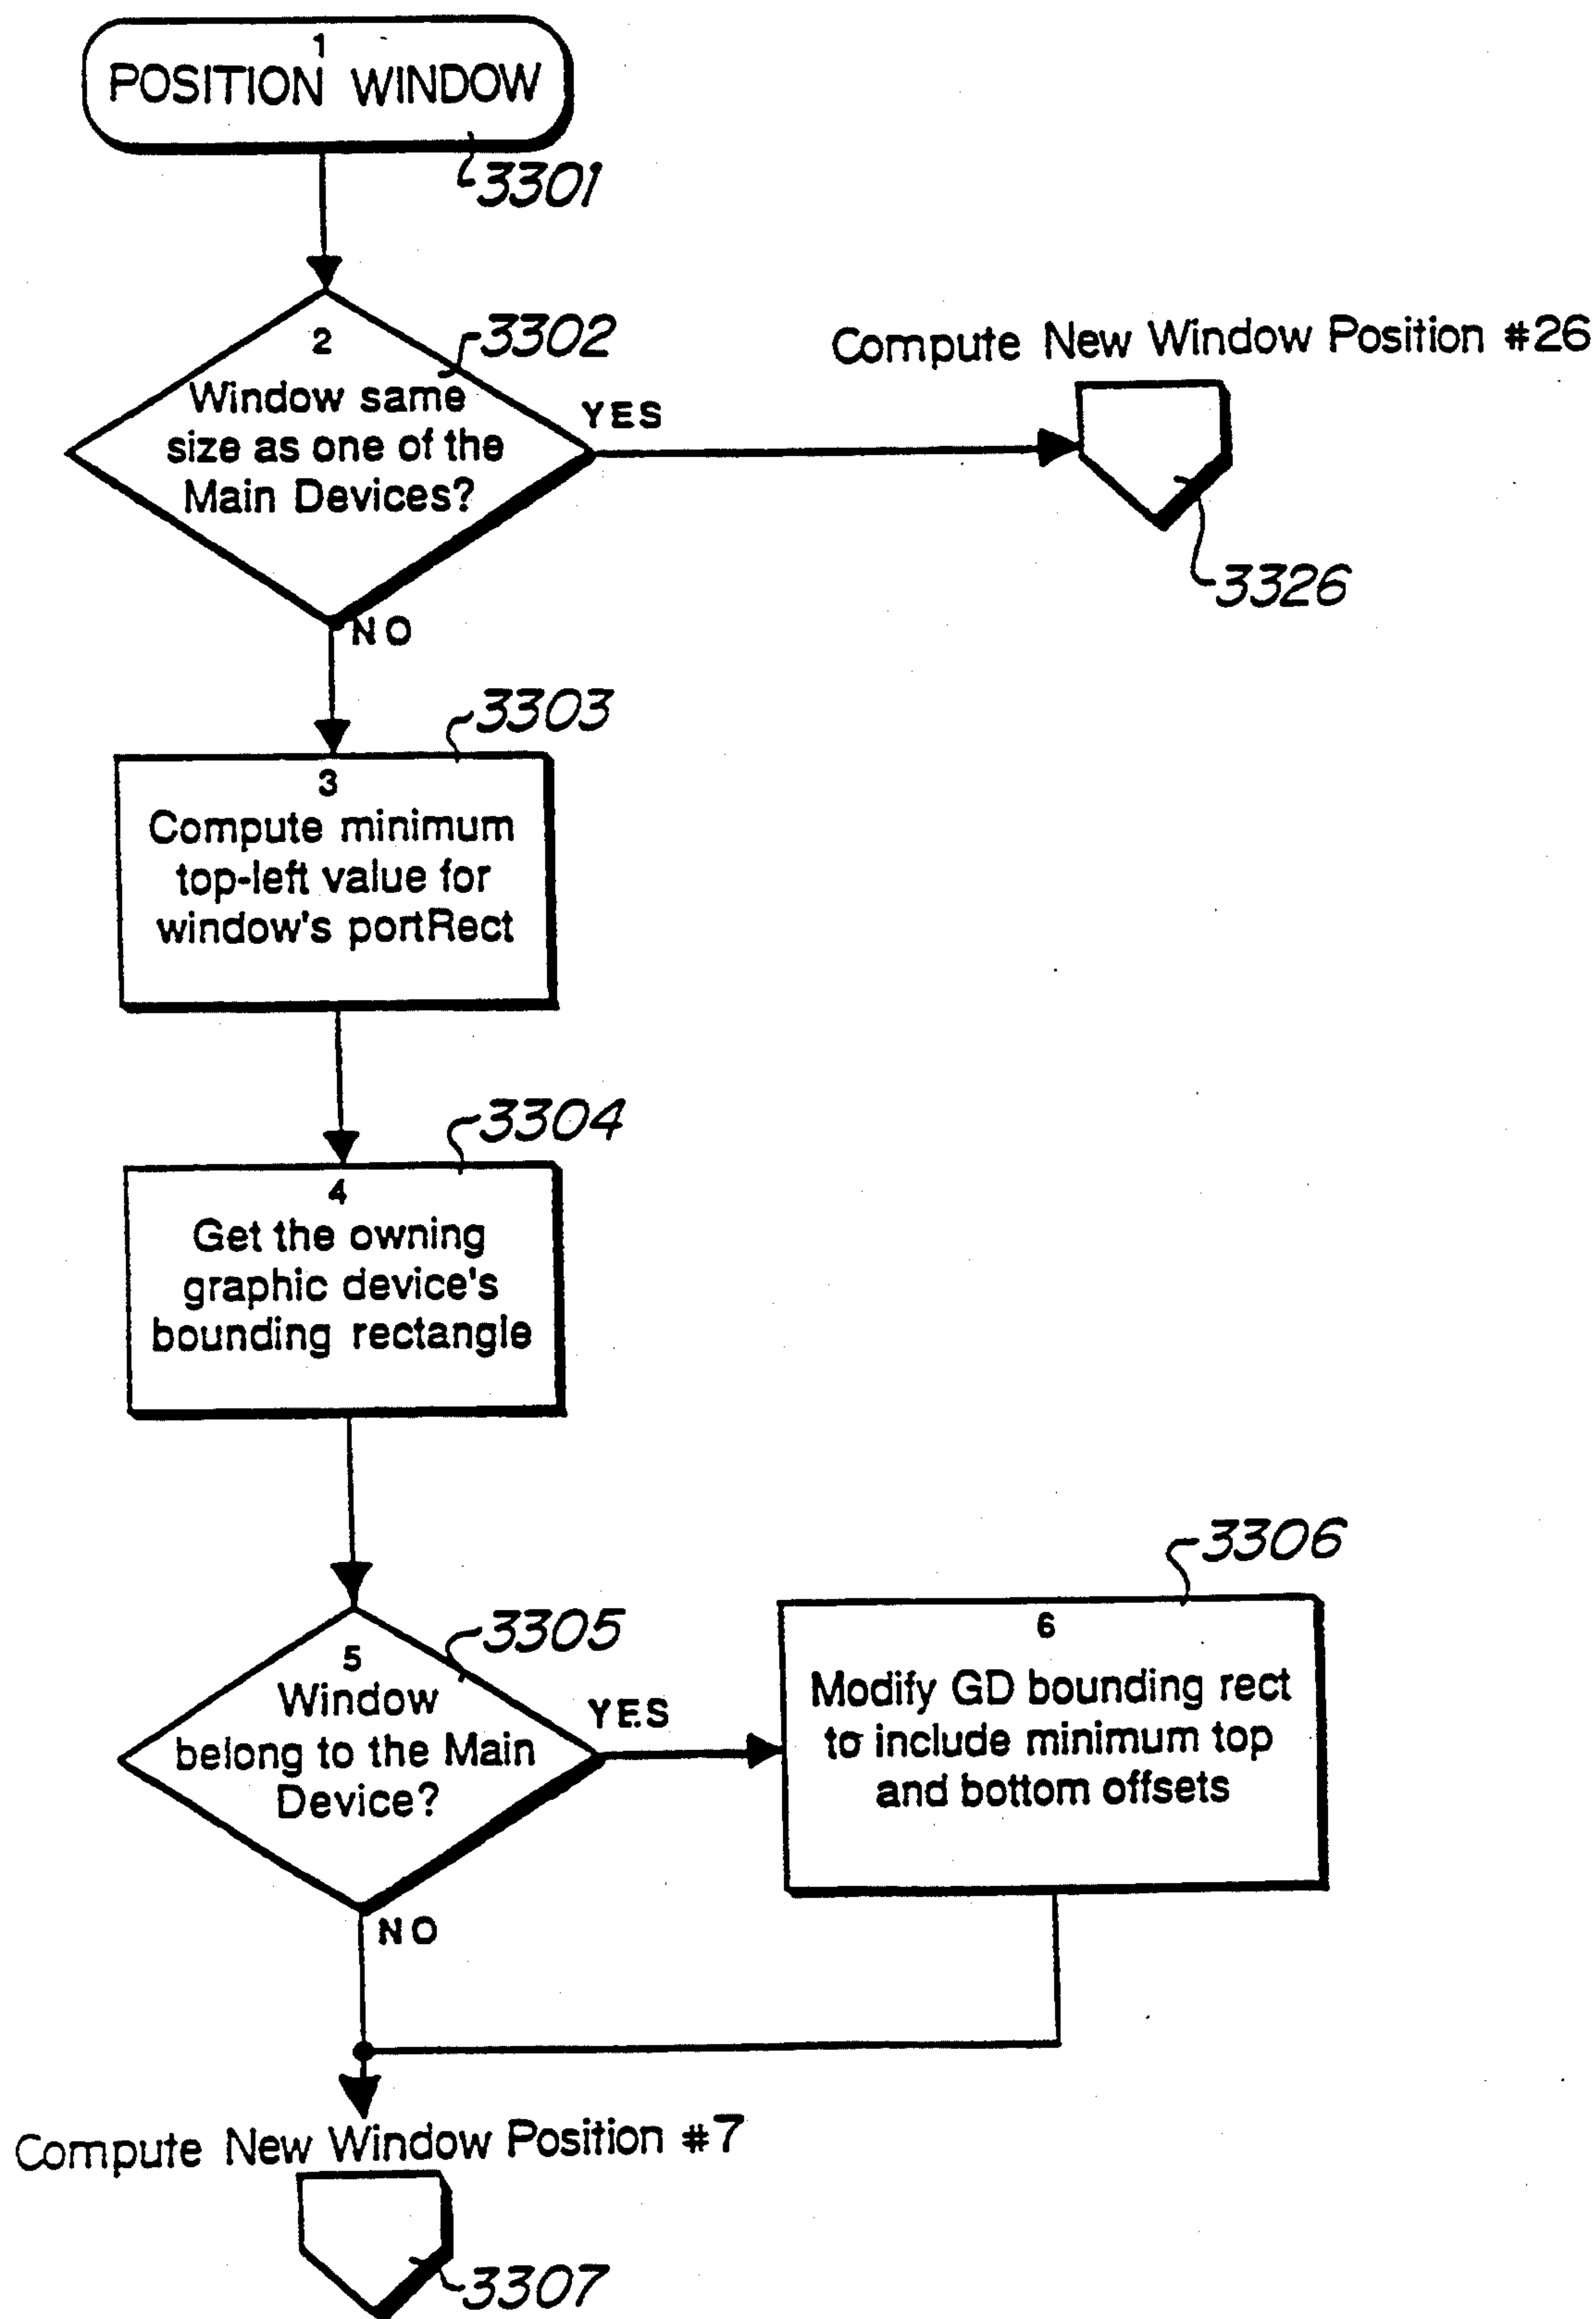 1
POSITION WINDOW
3301
2
3302
Window same
size as one of the
Main Devices?
YES
Compute New Window Position #26
3326
NO
3303
3
Compute minimum
top-left value for
window's portRect
3304
4
Get the owning
graphic device's
bounding rectangle
3305
5
Window
belong to the Main
Device?
YES
3306
6
Modify GD bounding rect
to include minimum top
and bottom offsets
NO
Compute New Window Position #7
3307